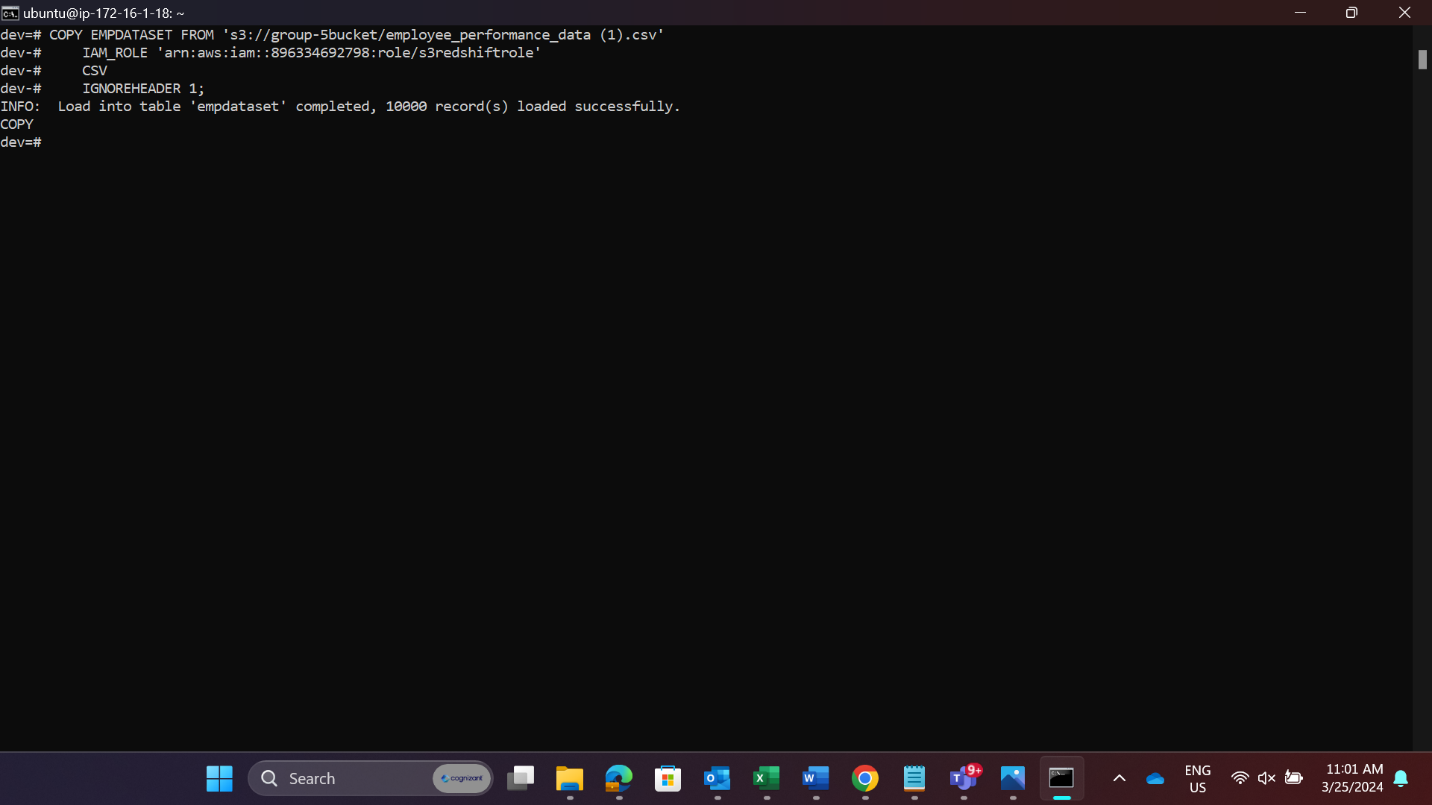 ubuntu@ip-172-16-1-18: ~
dev=# COPY EMPDATASET FROM 's3://group-5bucket/employee_performance_data (1).csv'
dev-#     IAM_ROLE 'arn:aws:iam::896334692798:role/s3redshiftrole'
dev-#     CSV
dev-#     IGNOREHEADER 1;
INFO:  Load into table 'empdataset' completed, 10000 record(s) loaded successfully.
COPY
dev=#
Search
cognizant
9+
ENG
US
11:01 AM
3/25/2024